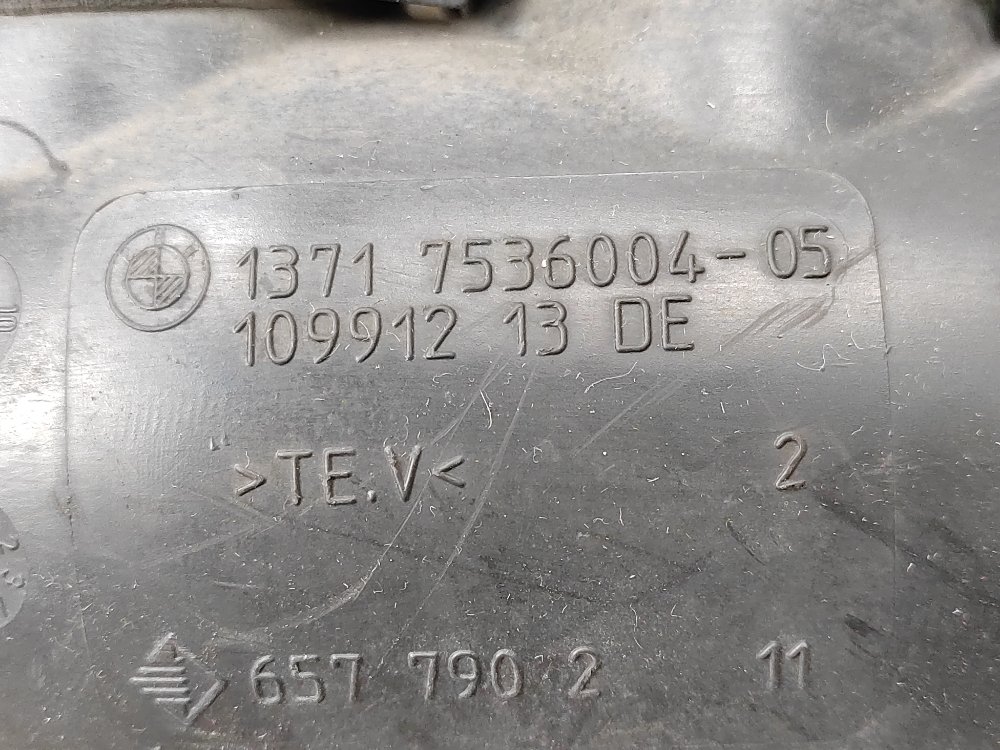 1371 7536004-05
109912 13 DE
>TE.V< 2
657 790 2 11